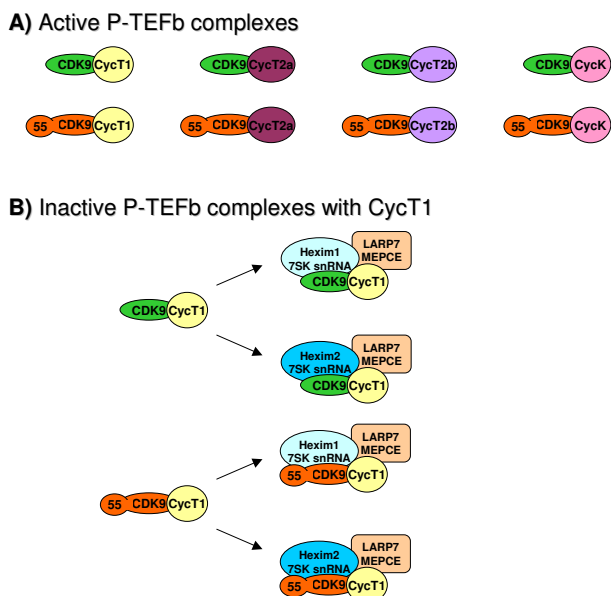 A) Active P-TEFb complexes
CDK9 CycT1 CDK9 CycT2a CDK9 CycT2b CDK9 CycK
55 CDK9 CycT1 55 CDK9 CycT2a 55 CDK9 CycT2b 55 CDK9 CycK
B) Inactive P-TEFb complexes with CycT1
LARP7
Hexim1 MEPCE
7SK snRNA
CDK9 CycT1
CDK9 CycT1
LARP7
Hexim2 MEPCE
7SK snRNA
CDK9 CycT1
LARP7
Hexim1 MEPCE
7SK snRNA
55 CDK9 CycT1
55 CDK9 CycT1
LARP7
Hexim2 MEPCE
7SK snRNA
55 CDK9 CycT1